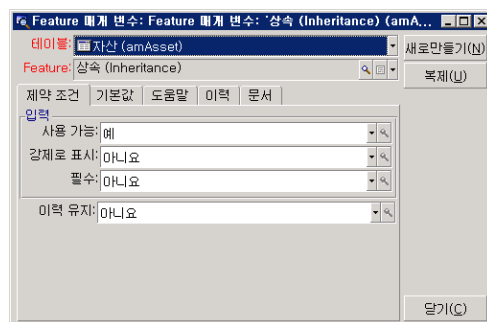 Feature 매개 변수: Feature 매개 변수: '상속 (Inheritance) (amA...
테이블: 자산 (amAsset)
새로만들기(N)
Feature: 상속 (Inheritance)
복제(U)
제약 조건 기본값 도움말 이력 문서
입력
사용 가능: 예
강제로 표시: 아니요
필수: 아니요
이력 유지: 아니요
닫기(C)